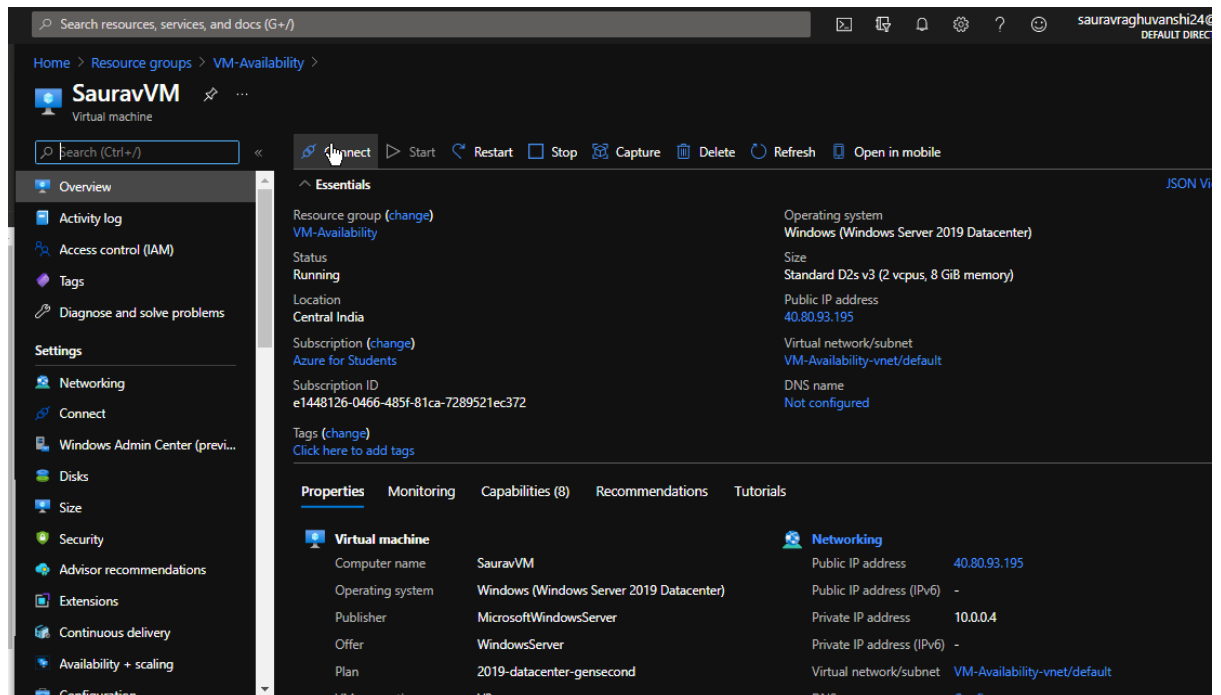 Search resources, services, and docs (G+/)
sauravraghuvanshi24@
DEFAULT DIRECT
Home > Resource groups > VM-Availability >
SauravVM
Virtual machine
Search (Ctrl+/)
Overview
Activity log
Access control (IAM)
Tags
Diagnose and solve problems
Settings
Networking
Connect
Windows Admin Center (previ...
Disks
Size
Security
Advisor recommendations
Extensions
Continuous delivery
Availability + scaling
Configuration
Connect Start Restart Stop Capture Delete Refresh Open in mobile
Essentials
JSON Vi
Resource group (change)
VM-Availability
Status
Running
Location
Central India
Subscription (change)
Azure for Students
Subscription ID
e1448126-0466-485f-81ca-7289521ec372
Tags (change)
Click here to add tags
Operating system
Windows (Windows Server 2019 Datacenter)
Size
Standard D2s v3 (2 vcpus, 8 GiB memory)
Public IP address
40.80.93.195
Virtual network/subnet
VM-Availability-vnet/default
DNS name
Not configured
Properties Monitoring Capabilities (8) Recommendations Tutorials
Virtual machine
Computer name SauravVM
Operating system Windows (Windows Server 2019 Datacenter)
Publisher MicrosoftWindowsServer
Offer WindowsServer
Plan 2019-datacenter-gensecond
Networking
Public IP address 40.80.93.195
Public IP address (IPv6) -
Private IP address 10.0.0.4
Private IP address (IPv6) -
Virtual network/subnet VM-Availability-vnet/default